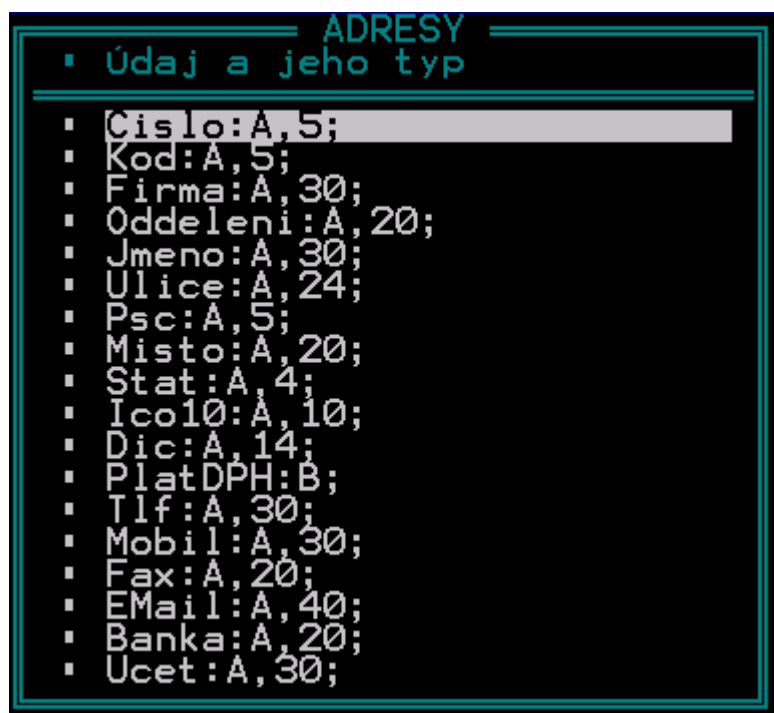 ADRESY
Údaj a jeho typ
Cislo:A,5;
Kod:A,5;
Firma:A,30;
Oddeleni:A,20;
Jmeno:A,30;
Ulice:A,24;
Psc:A,5;
Misto:A,20;
Stat:A,4;
Ico10:A,10;
Dic:A,14;
PlatDPH:B;
Tlf:A,30;
Mobil:A,30;
Fax:A,20;
EMail:A,40;
Banka:A,20;
Ucet:A,30;